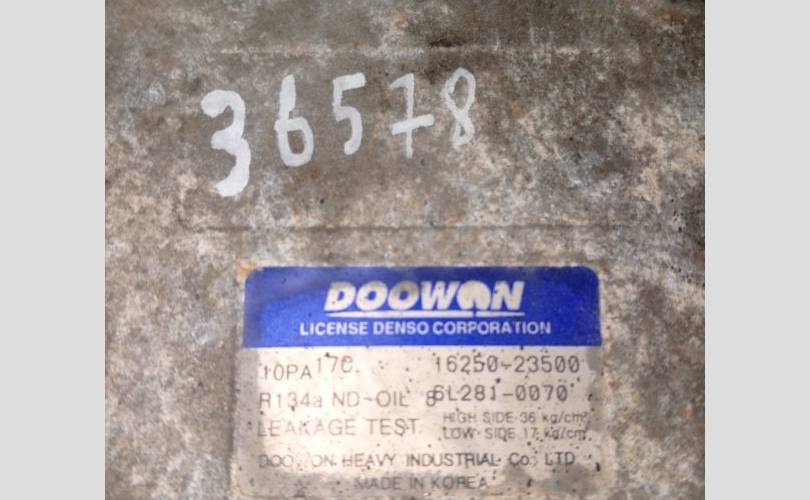 36578
DOOWON
LICENSE DENSO CORPORATION
10PA17C. 16250-23500
R134a ND-OIL 8 6L281-0070
LEAKAGE TEST. HIGH SIDE 36 kg/cm²
LOW-SIDE 17 kg/cm²
DOOWON HEAVY INDUSTRIAL Co. LTD
MADE IN KOREA